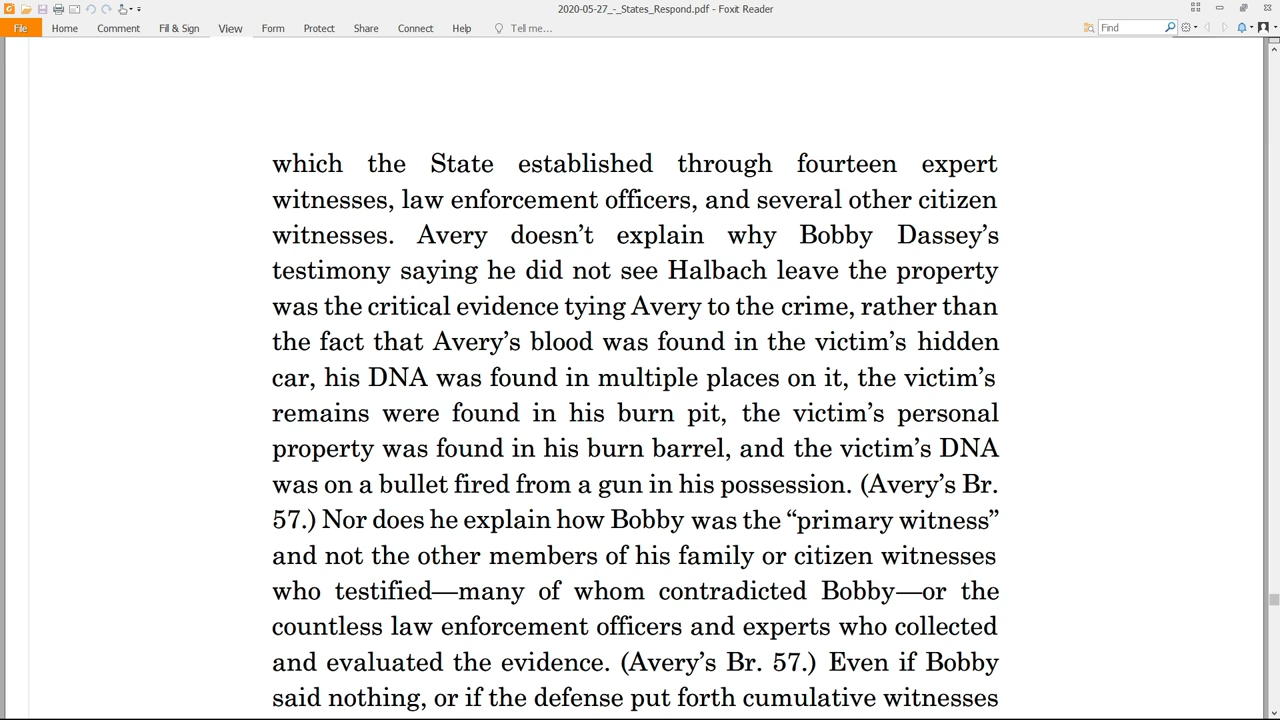 2020-05-27_-_States_Respond.pdf - Foxit Reader
File Home Comment Fill & Sign View Form Protect Share Connect Help Tell me... Find
which the State established through fourteen expert
witnesses, law enforcement officers, and several other citizen
witnesses. Avery doesn’t explain why Bobby Dassey’s
testimony saying he did not see Halbach leave the property
was the critical evidence tying Avery to the crime, rather than
the fact that Avery’s blood was found in the victim’s hidden
car, his DNA was found in multiple places on it, the victim’s
remains were found in his burn pit, the victim’s personal
property was found in his burn barrel, and the victim’s DNA
was on a bullet fired from a gun in his possession. (Avery’s Br.
57.) Nor does he explain how Bobby was the “primary witness”
and not the other members of his family or citizen witnesses
who testified—many of whom contradicted Bobby—or the
countless law enforcement officers and experts who collected
and evaluated the evidence. (Avery’s Br. 57.) Even if Bobby
said nothing, or if the defense put forth cumulative witnesses